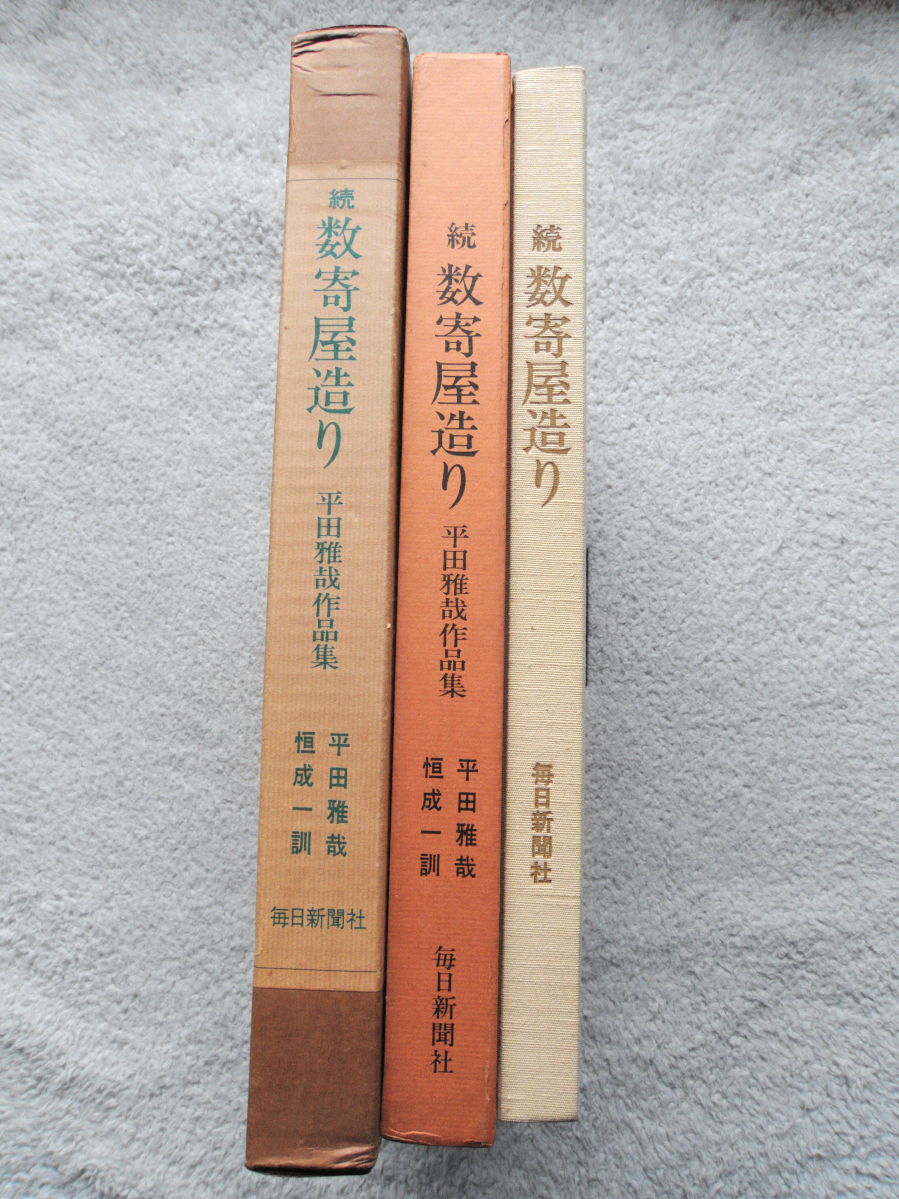 続
数寄屋造り
平田雅哉作品集
平田雅哉
恒成一訓
毎日新聞社
続
数寄屋造り
平田雅哉作品集
平田雅哉
恒成一訓
毎日新聞社
続
数寄屋造り
毎日新聞社